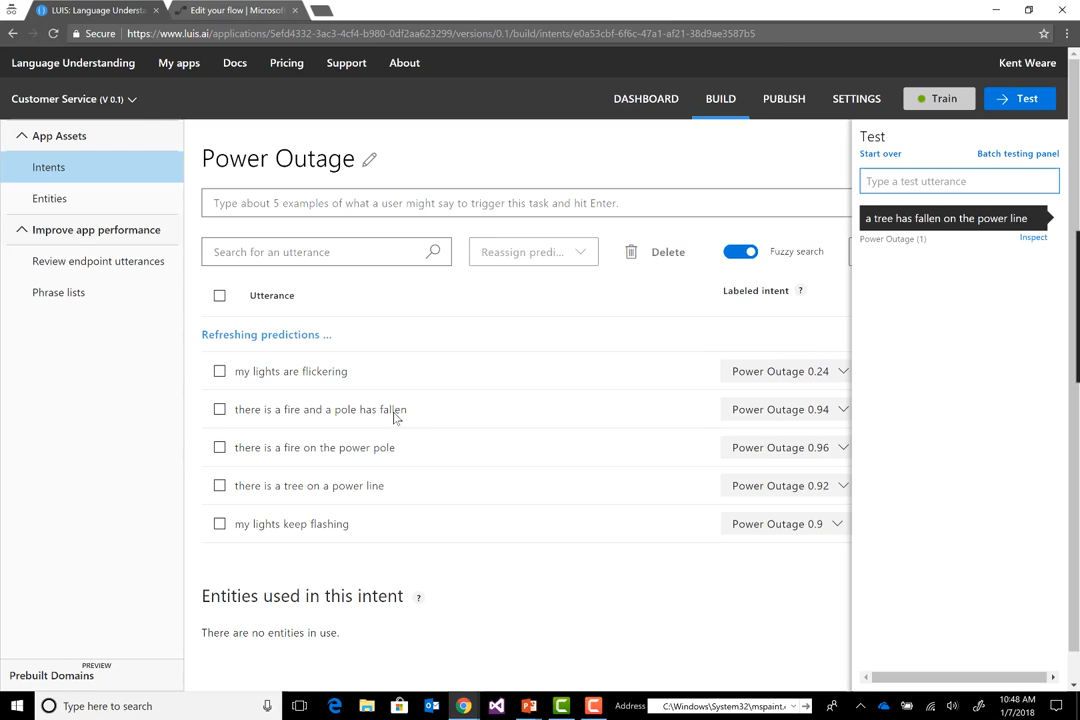 LUIS: Language Underst
Edit your flow | Microsof
Secure
https://www.luis.ai/applications/5efd4332-3ac3-4cf4-b980-0df2aa623299/versions/0.1/build/intents/e0a53cbf-6f6c-47a1-af21-38d9ae3587b5
Language Understanding
My apps
Docs
Pricing
Support
About
Kent Weare
Customer Service (V 0.1)
DASHBOARD
BUILD
PUBLISH
SETTINGS
Train
Test
App Assets
Intents
Entities
Improve app performance
Review endpoint utterances
Phrase lists
PREVIEW
Prebuilt Domains
Power Outage
Type about 5 examples of what a user might say to trigger this task and hit Enter.
Search for an utterance
Reassign predi...
Delete
Fuzzy search
Utterance
Labeled intent ?
Refreshing predictions ...
my lights are flickering
Power Outage 0.24
there is a fire and a pole has fallen
Power Outage 0.94
there is a fire on the power pole
Power Outage 0.96
there is a tree on a power line
Power Outage 0.92
my lights keep flashing
Power Outage 0.9
Entities used in this intent ?
There are no entities in use.
Test
Start over
Batch testing panel
Type a test utterance
a tree has fallen on the power line
Power Outage (1)
Inspect
Type here to search
Address
C:\Windows\System32\mspaint.e
10:48 AM
1/7/2018